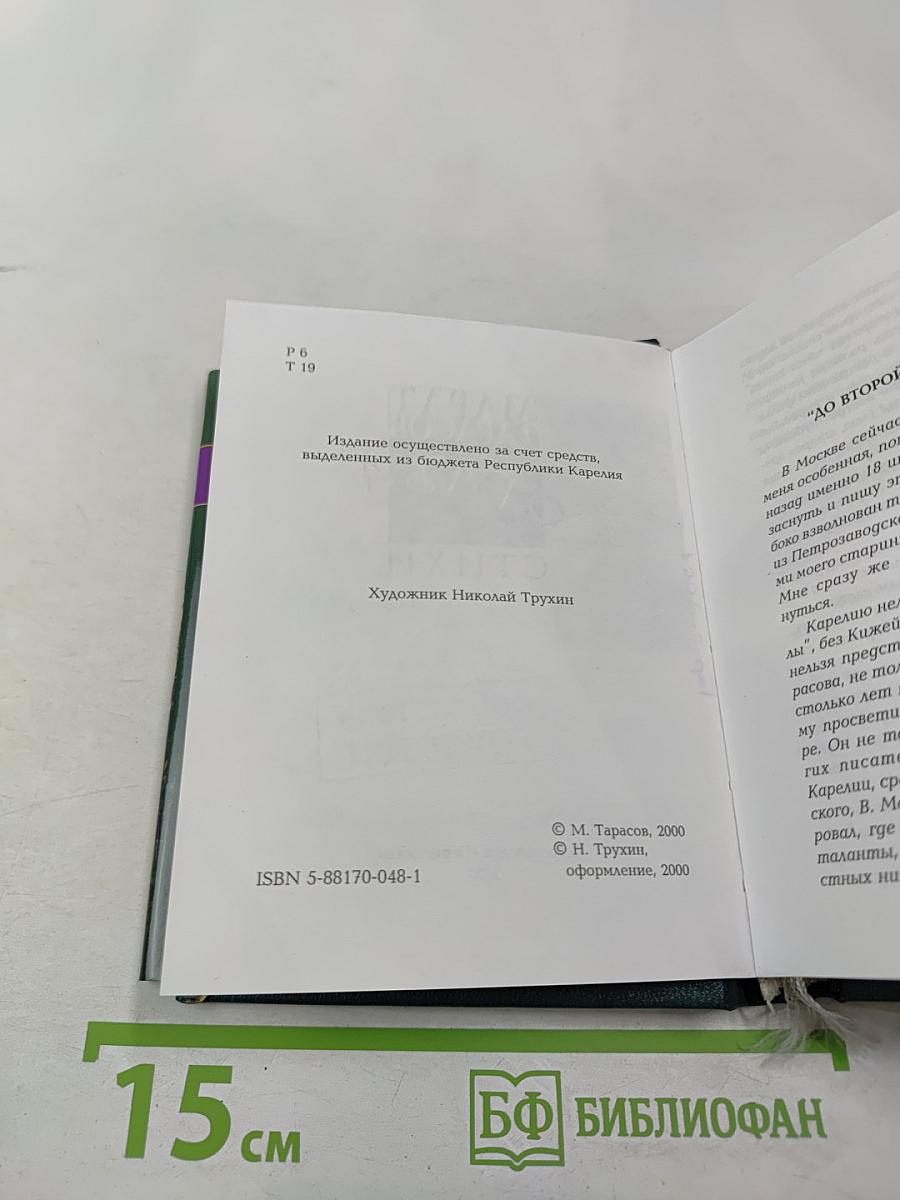 Р 6
Т 19
Издание осуществлено за счет средств,
выделенных из бюджета Республики Карелия
Художник Николай Трухин
© М. Тарасов, 2000
© Н. Трухин,
оформление, 2000
ISBN 5-88170-048-1
"ДО ВТОРОЙ
В Москве сейчас
меня особенная,
назад именно 18
заснуть и пишу
боко взволнован
из Петрозаводск
ми моего старин
Мне сразу же
нуться.
Карелию нел
лы", без Кижей
нельзя предст
расова, не тол
столько лет
му просвети
ре. Он не
гих писате
Карелии, ср
ского, В.
ровал, где
таланты,
стных ни
15 см
БФ БИБЛИОФАН